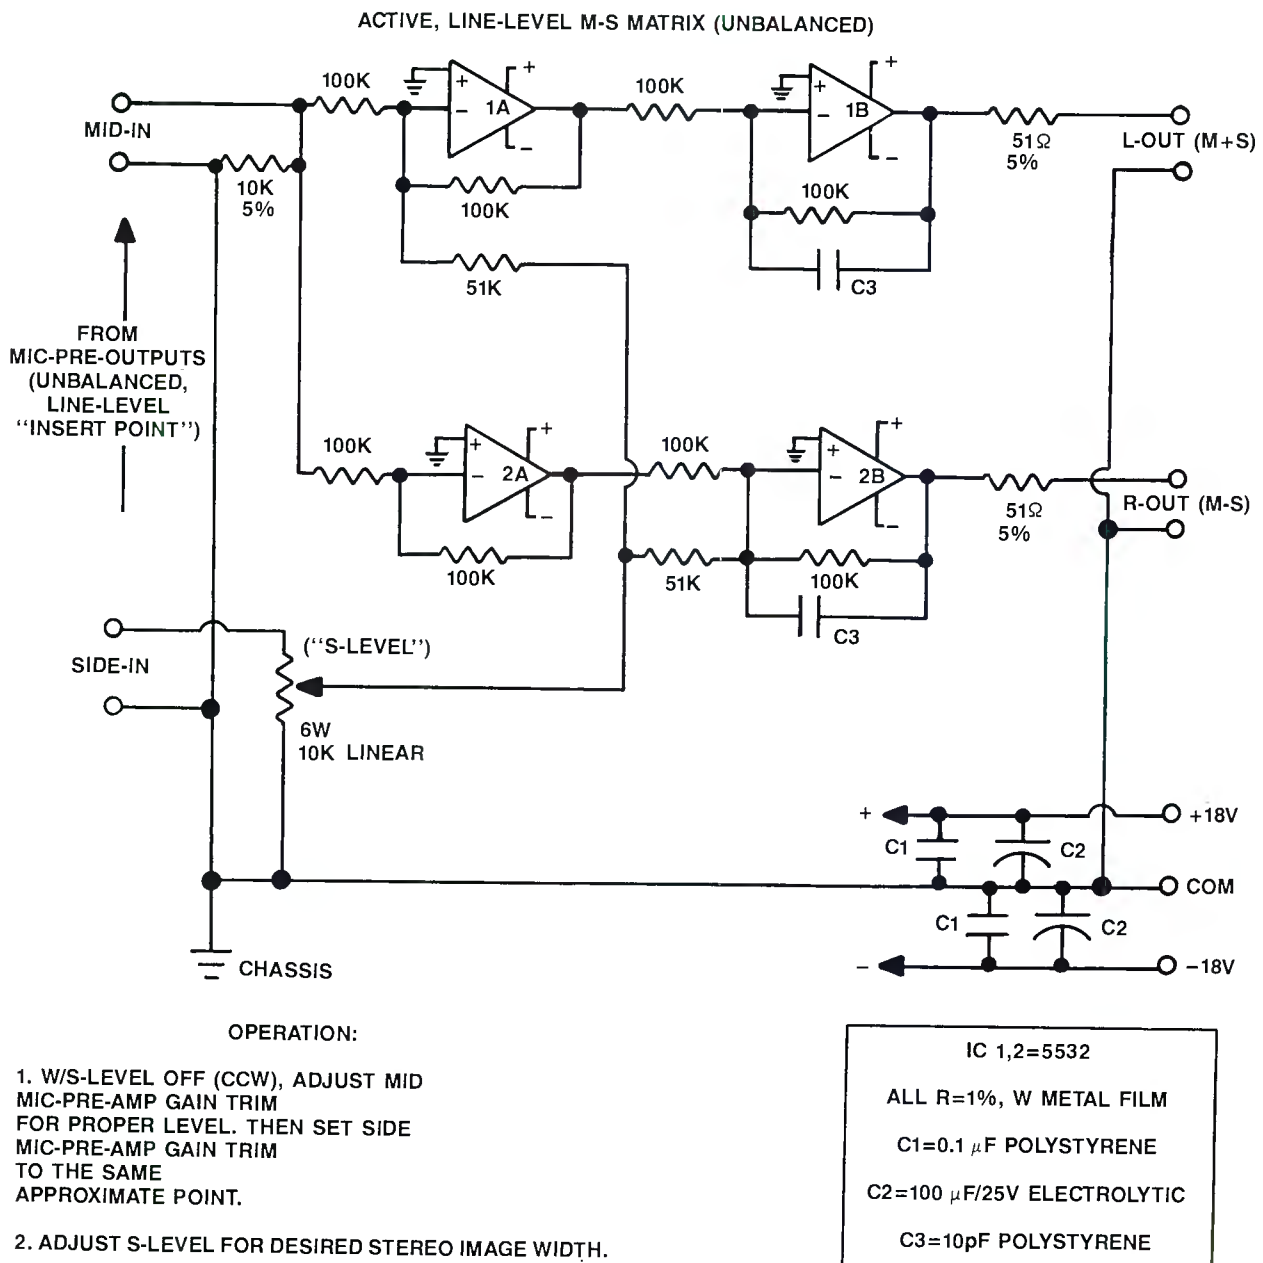 ACTIVE, LINE-LEVEL M-S MATRIX (UNBALANCED)
MID-IN
100K
+
−
1A
+
−
100K
100K
+
−
1B
+
−
51Ω
5%
L-OUT (M+S)
10K
5%
100K
C3
51K
FROM
MIC-PRE-OUTPUTS
(UNBALANCED,
LINE-LEVEL
“INSERT POINT”)
100K
+
−
2A
+
−
100K
100K
+
−
2B
+
−
51Ω
5%
R-OUT (M-S)
51K
100K
C3
SIDE-IN
(“S-LEVEL”)
6W
10K LINEAR
+
C1
C2
+18V
COM
C1
C2
−
−18V
CHASSIS
OPERATION:
1. W/S-LEVEL OFF (CCW), ADJUST MID
MIC-PRE-AMP GAIN TRIM
FOR PROPER LEVEL. THEN SET SIDE
MIC-PRE-AMP GAIN TRIM
TO THE SAME
APPROXIMATE POINT.
2. ADJUST S-LEVEL FOR DESIRED STEREO IMAGE WIDTH.
IC 1,2=5532
ALL R=1%, W METAL FILM
C1=0.1 μF POLYSTYRENE
C2=100 μF/25V ELECTROLYTIC
C3=10pF POLYSTYRENE